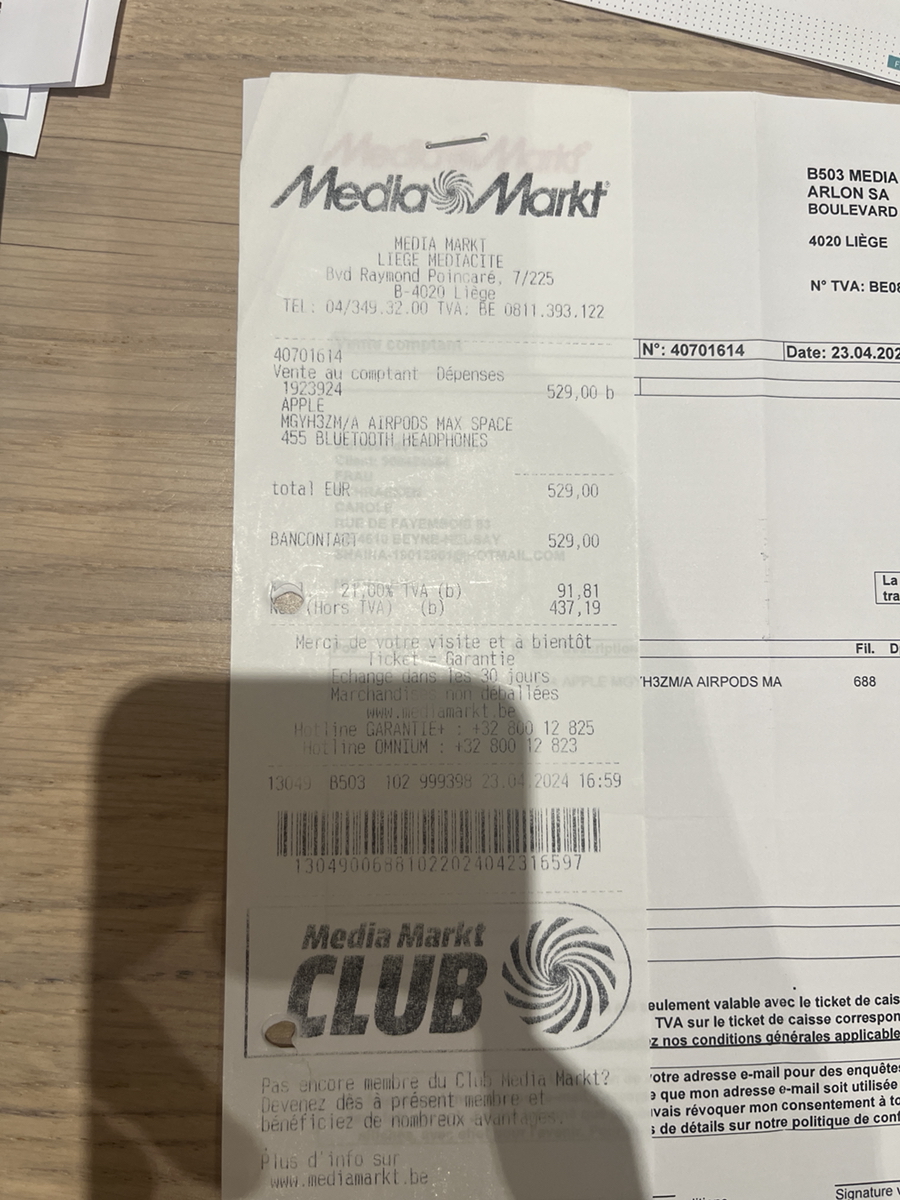 Media Markt
MEDIA MARKT
LIEGE MEDIACITE
Bvd Raymond Poincaré, 7/225
B-4020 Liège
TEL: 04/349.32.00 TVA: BE 0811.393.122
40701614
Vente au comptant Dépenses
1923924 529,00 b
APPLE
MGYH3ZM/A AIRPODS MAX SPACE
455 BLUETOOTH HEADPHONES
total EUR 529,00
BANCONTACT 529,00
21,00% TVA (b) 91,81
(Hors TVA) (b) 437,19
Merci de votre visite et à bientôt
Ticket = Garantie
Echange dans les 30 jours
Marchandises non déballées
www.mediamarkt.be
Hotline GARANTIE+ : +32 800 12 825
Hotline OMNIUM : +32 800 12 823
13049 B503 102 999398 23.04.2024 16:59
13049006881022024042316597
Media Markt
CLUB
Pas encore membre du Club Media Markt?
Devenez dès à présent membre et
bénéficiez de nombreux avantages.
Plus d'info sur
www.mediamarkt.be
B503 MEDIA
ARLON SA
BOULEVARD
4020 LIÈGE
N° TVA: BE08
N°: 40701614 Date: 23.04.202
La
tra
Fil. D
YH3ZM/A AIRPODS MA 688
eulement valable avec le ticket de cais
TVA sur le ticket de caisse correspon
z nos conditions générales applicable
otre adresse e-mail pour des enquête
e que mon adresse e-mail soit utilisée
vais révoquer mon consentement à to
s de détails sur notre politique de conf
Signature v